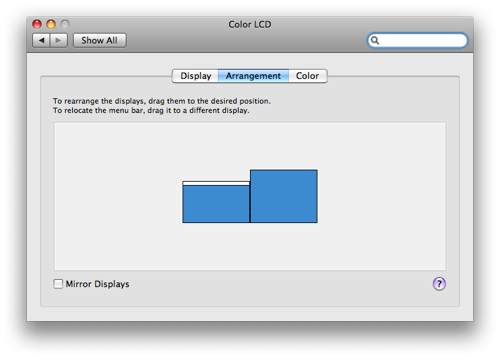 Color LCD
Show All
Display Arrangement Color
To rearrange the displays, drag them to the desired position.
To relocate the menu bar, drag it to a different display.
Mirror Displays
?